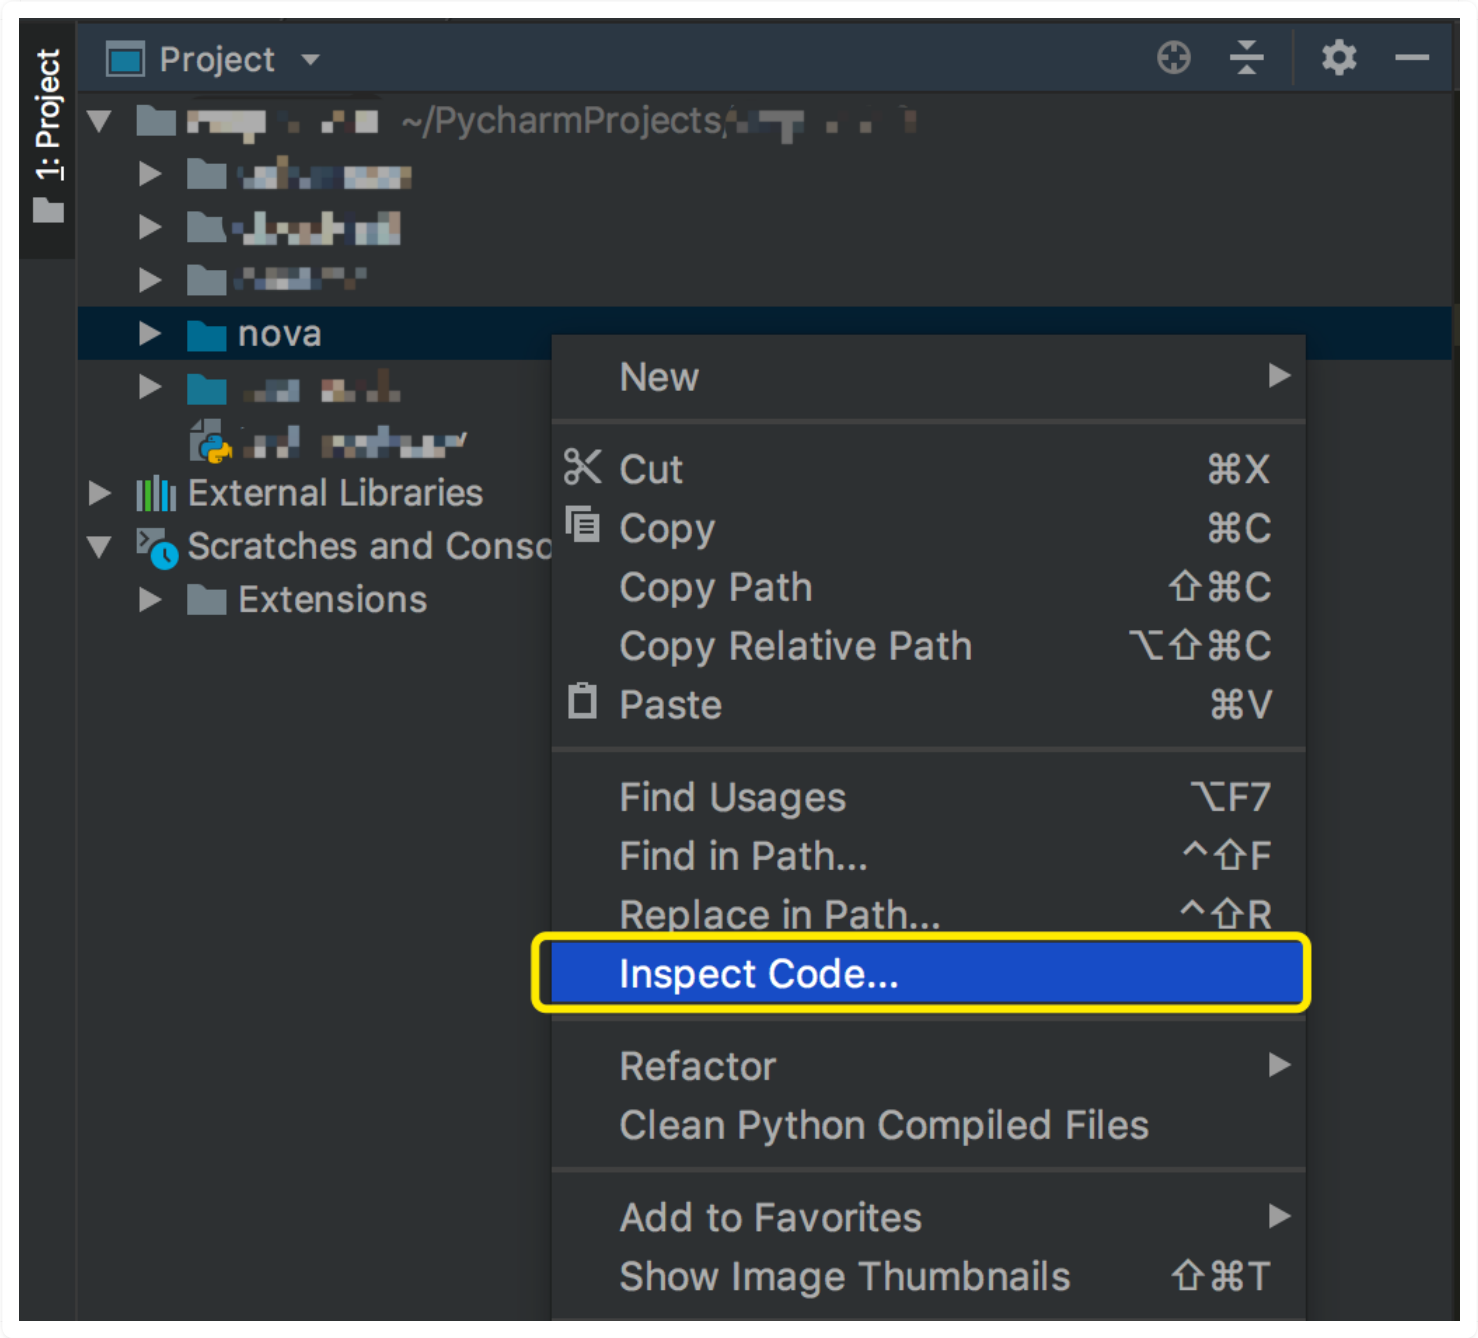 1: Project
Project
~/PycharmProjects/
nova
External Libraries
Scratches and Conso
Extensions
New
Cut ⌘X
Copy ⌘C
Copy Path ⇧⌘C
Copy Relative Path ⌥⇧⌘C
Paste ⌘V
Find Usages ⌥F7
Find in Path... ^⇧F
Replace in Path... ^⇧R
Inspect Code...
Refactor
Clean Python Compiled Files
Add to Favorites
Show Image Thumbnails ⇧⌘T